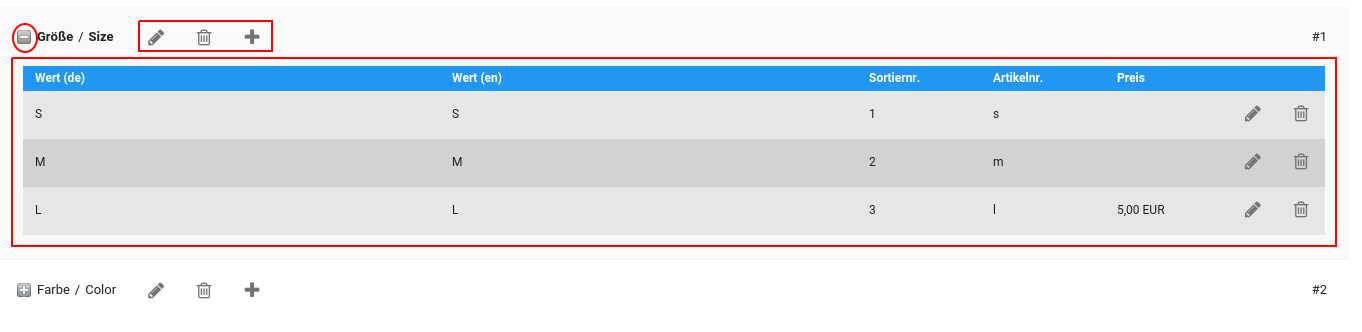 Größe / Size #1
Wert (de) Wert (en) Sortiernr. Artikelnr. Preis
S S 1 s
M M 2 m
L L 3 l 5,00 EUR
Farbe / Color #2